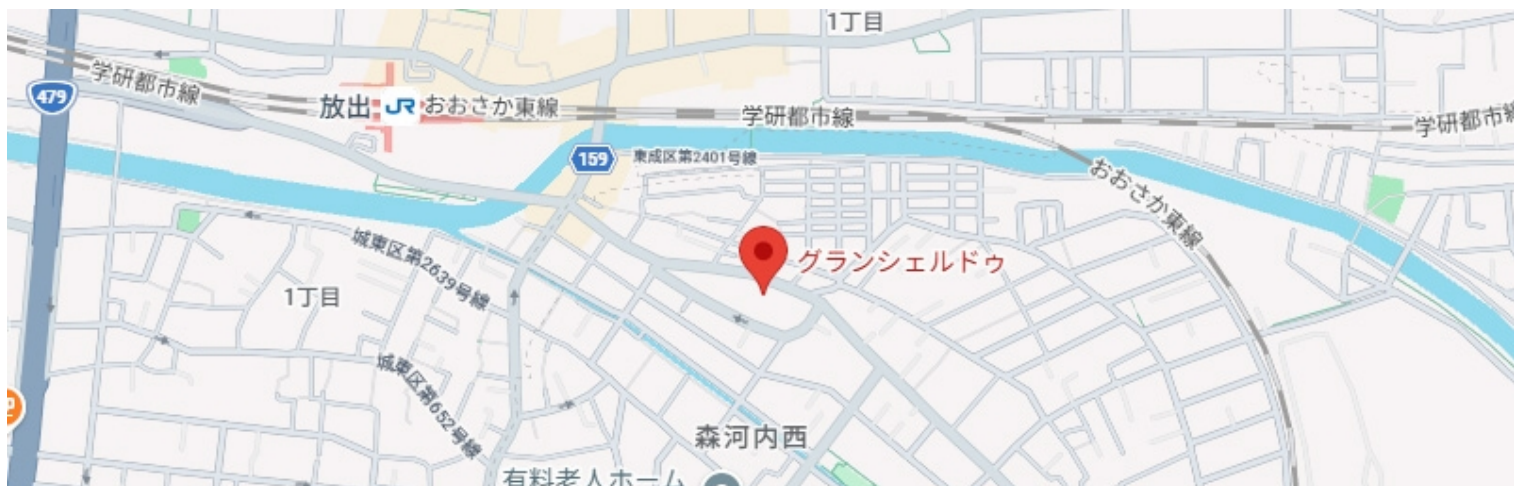 1丁目
学研都市線
479
放出
JR
おおさか東線
学研都市線
学研都市線
159
東成区第2401号線
おおさか東線
グランシェルドゥ
城東区第2639号線
1丁目
城東区第652号線
森河内西
有料老人ホーム